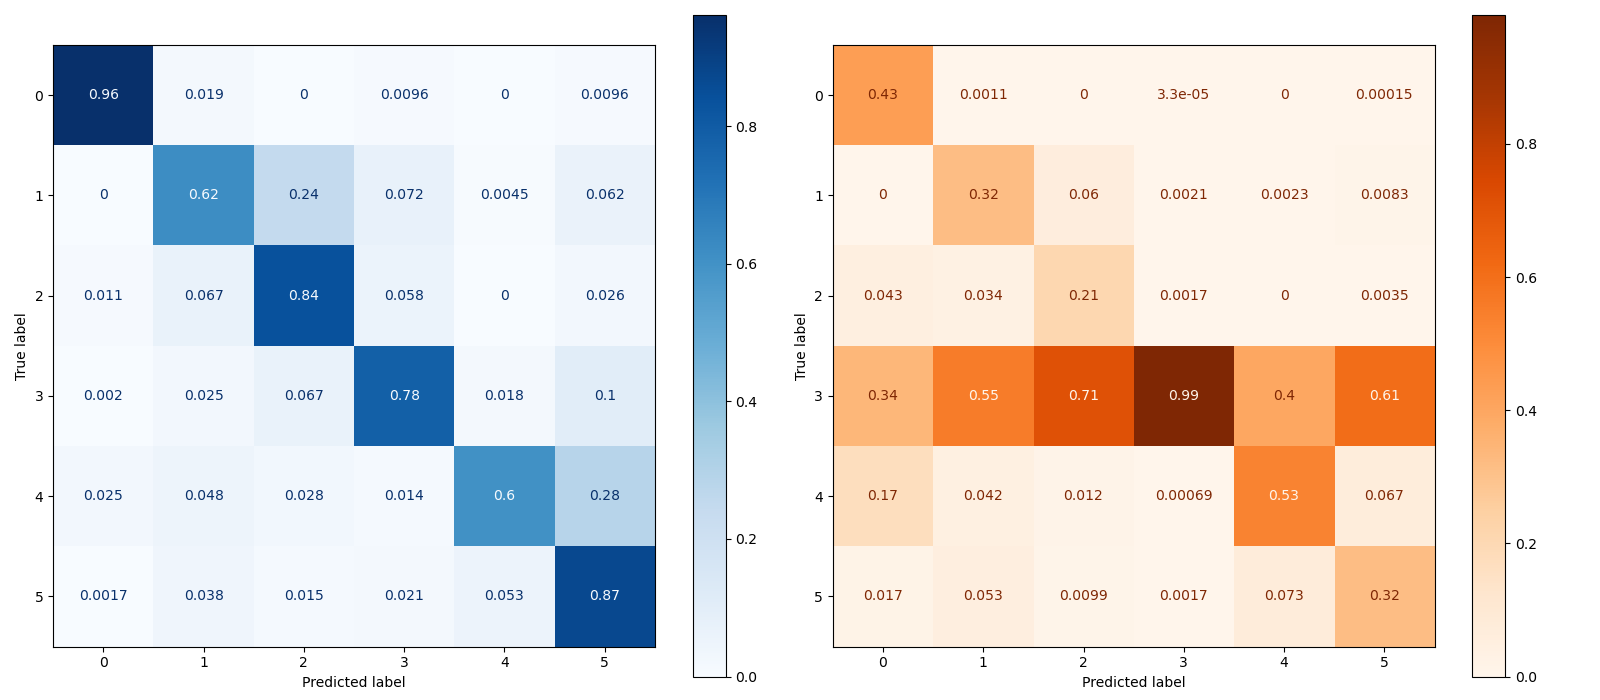 0 0.96 0.019 0 0.0096 0 0.0096
1 0 0.62 0.24 0.072 0.0045 0.062
2 0.011 0.067 0.84 0.058 0 0.026
3 0.002 0.025 0.067 0.78 0.018 0.1
4 0.025 0.048 0.028 0.014 0.6 0.28
5 0.0017 0.038 0.015 0.021 0.053 0.87
0 1 2 3 4 5
Predicted label
True label
0.8
0.6
0.4
0.2
0.0
0 0.43 0.0011 0 3.3e-05 0 0.00015
1 0 0.32 0.06 0.0021 0.0023 0.0083
2 0.043 0.034 0.21 0.0017 0 0.0035
3 0.34 0.55 0.71 0.99 0.4 0.61
4 0.17 0.042 0.012 0.00069 0.53 0.067
5 0.017 0.053 0.0099 0.0017 0.073 0.32
0 1 2 3 4 5
Predicted label
True label
0.8
0.6
0.4
0.2
0.0